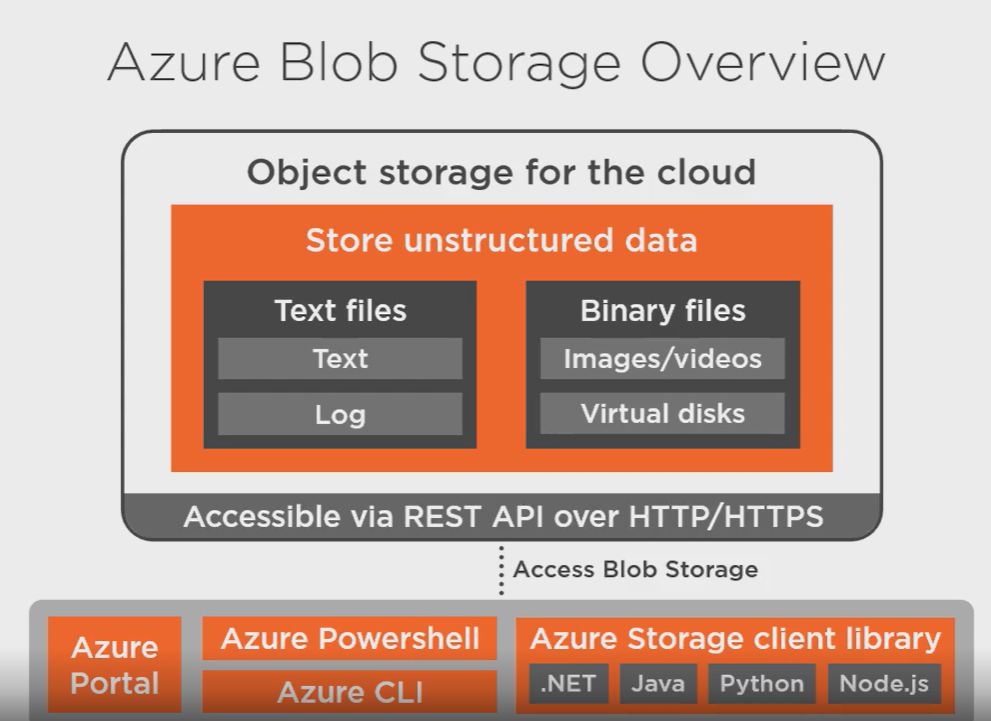 Azure Blob Storage Overview
Object storage for the cloud
Store unstructured data
Text files
Text
Log
Binary files
Images/videos
Virtual disks
Accessible via REST API over HTTP/HTTPS
Access Blob Storage
Azure
Portal
Azure Powershell
Azure CLI
Azure Storage client library
.NET
Java
Python
Node.js